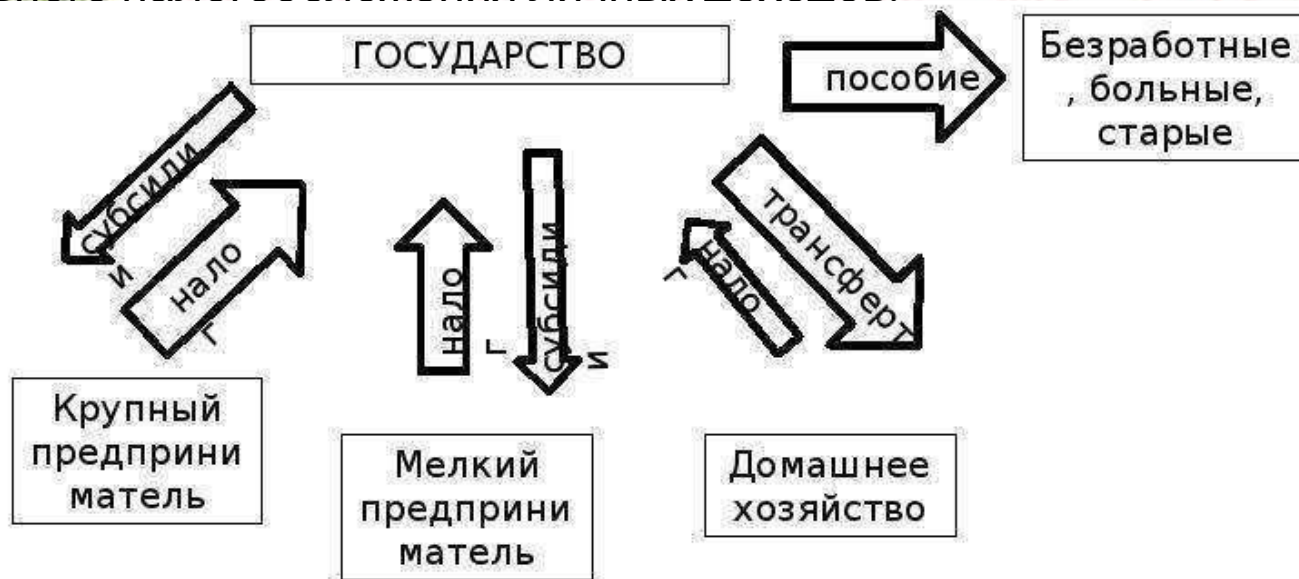 ГОСУДАРСТВО
пособие
Безработные
, больные,
старые
субсиди
и
нало
г
нало
г
субсиди
и
нало
г
трансферт
Крупный
предприни
матель
Мелкий
предприни
матель
Домашнее
хозяйство